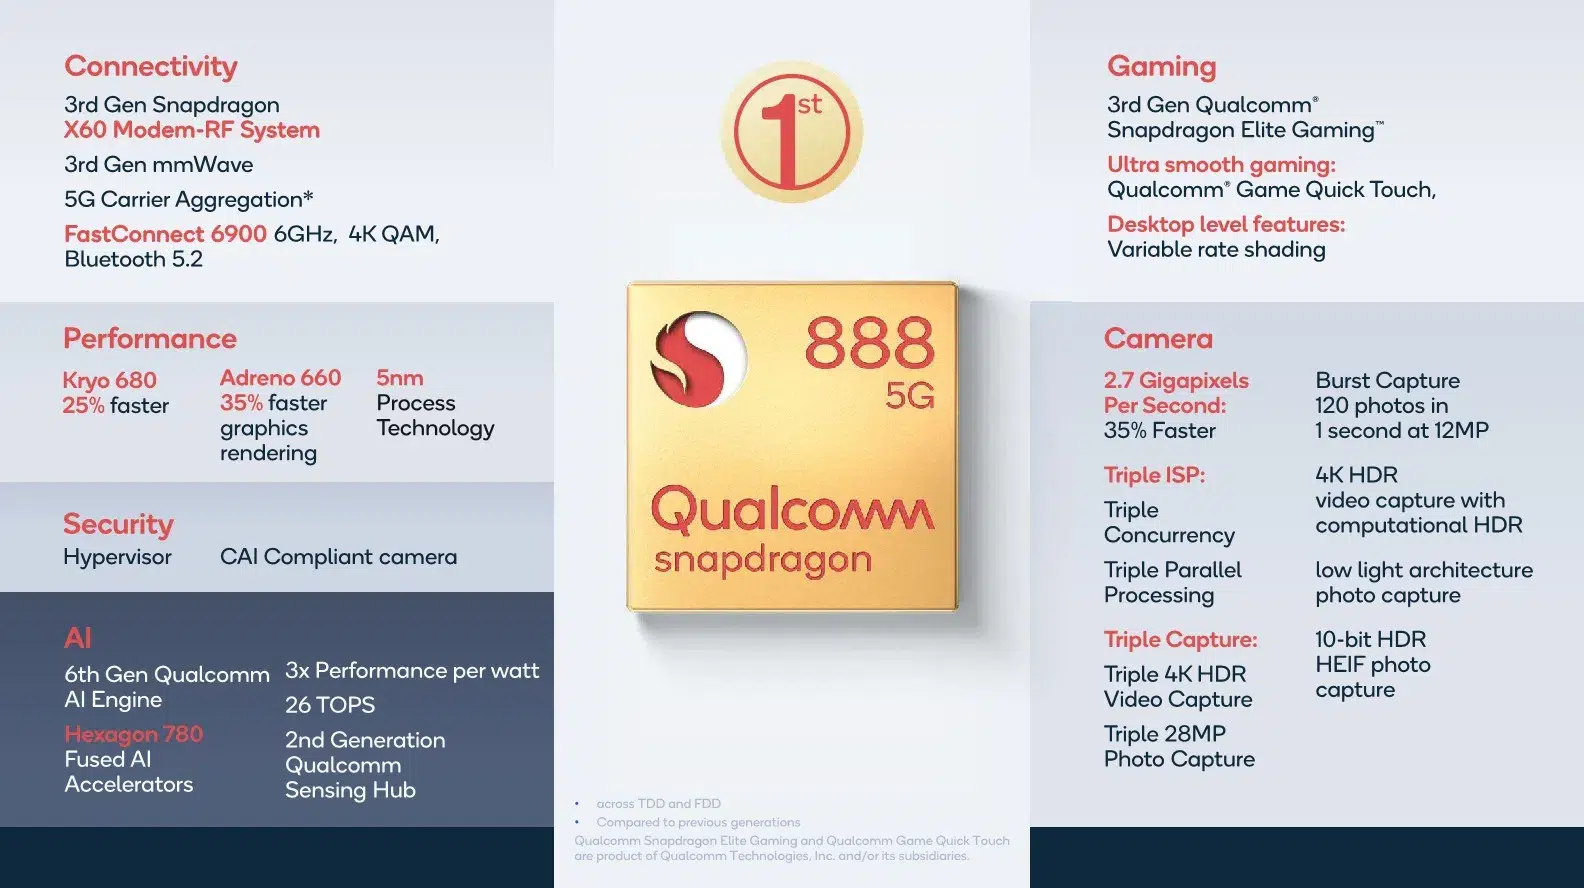 Connectivity
3rd Gen Snapdragon
X60 Modem-RF System
3rd Gen mmWave
5G Carrier Aggregation*
FastConnect 6900 6GHz, 4K QAM,
Bluetooth 5.2
Performance
Kryo 680
25% faster
Adreno 660
35% faster
graphics
rendering
5nm
Process
Technology
Security
Hypervisor
CAI Compliant camera
AI
6th Gen Qualcomm
AI Engine
Hexagon 780
Fused AI
Accelerators
3x Performance per watt
26 TOPS
2nd Generation
Qualcomm
Sensing Hub
1st
888
5G
Qualcomm
snapdragon
• across TDD and FDD
• Compared to previous generations
Qualcomm Snapdragon Elite Gaming and Qualcomm Game Quick Touch
are product of Qualcomm Technologies, Inc. and/or its subsidiaries.
Gaming
3rd Gen Qualcomm®
Snapdragon Elite Gaming™
Ultra smooth gaming:
Qualcomm® Game Quick Touch,
Desktop level features:
Variable rate shading
Camera
2.7 Gigapixels
Per Second:
35% Faster
Triple ISP:
Triple
Concurrency
Triple Parallel
Processing
Triple Capture:
Triple 4K HDR
Video Capture
Triple 28MP
Photo Capture
Burst Capture
120 photos in
1 second at 12MP
4K HDR
video capture with
computational HDR
low light architecture
photo capture
10-bit HDR
HEIF photo
capture